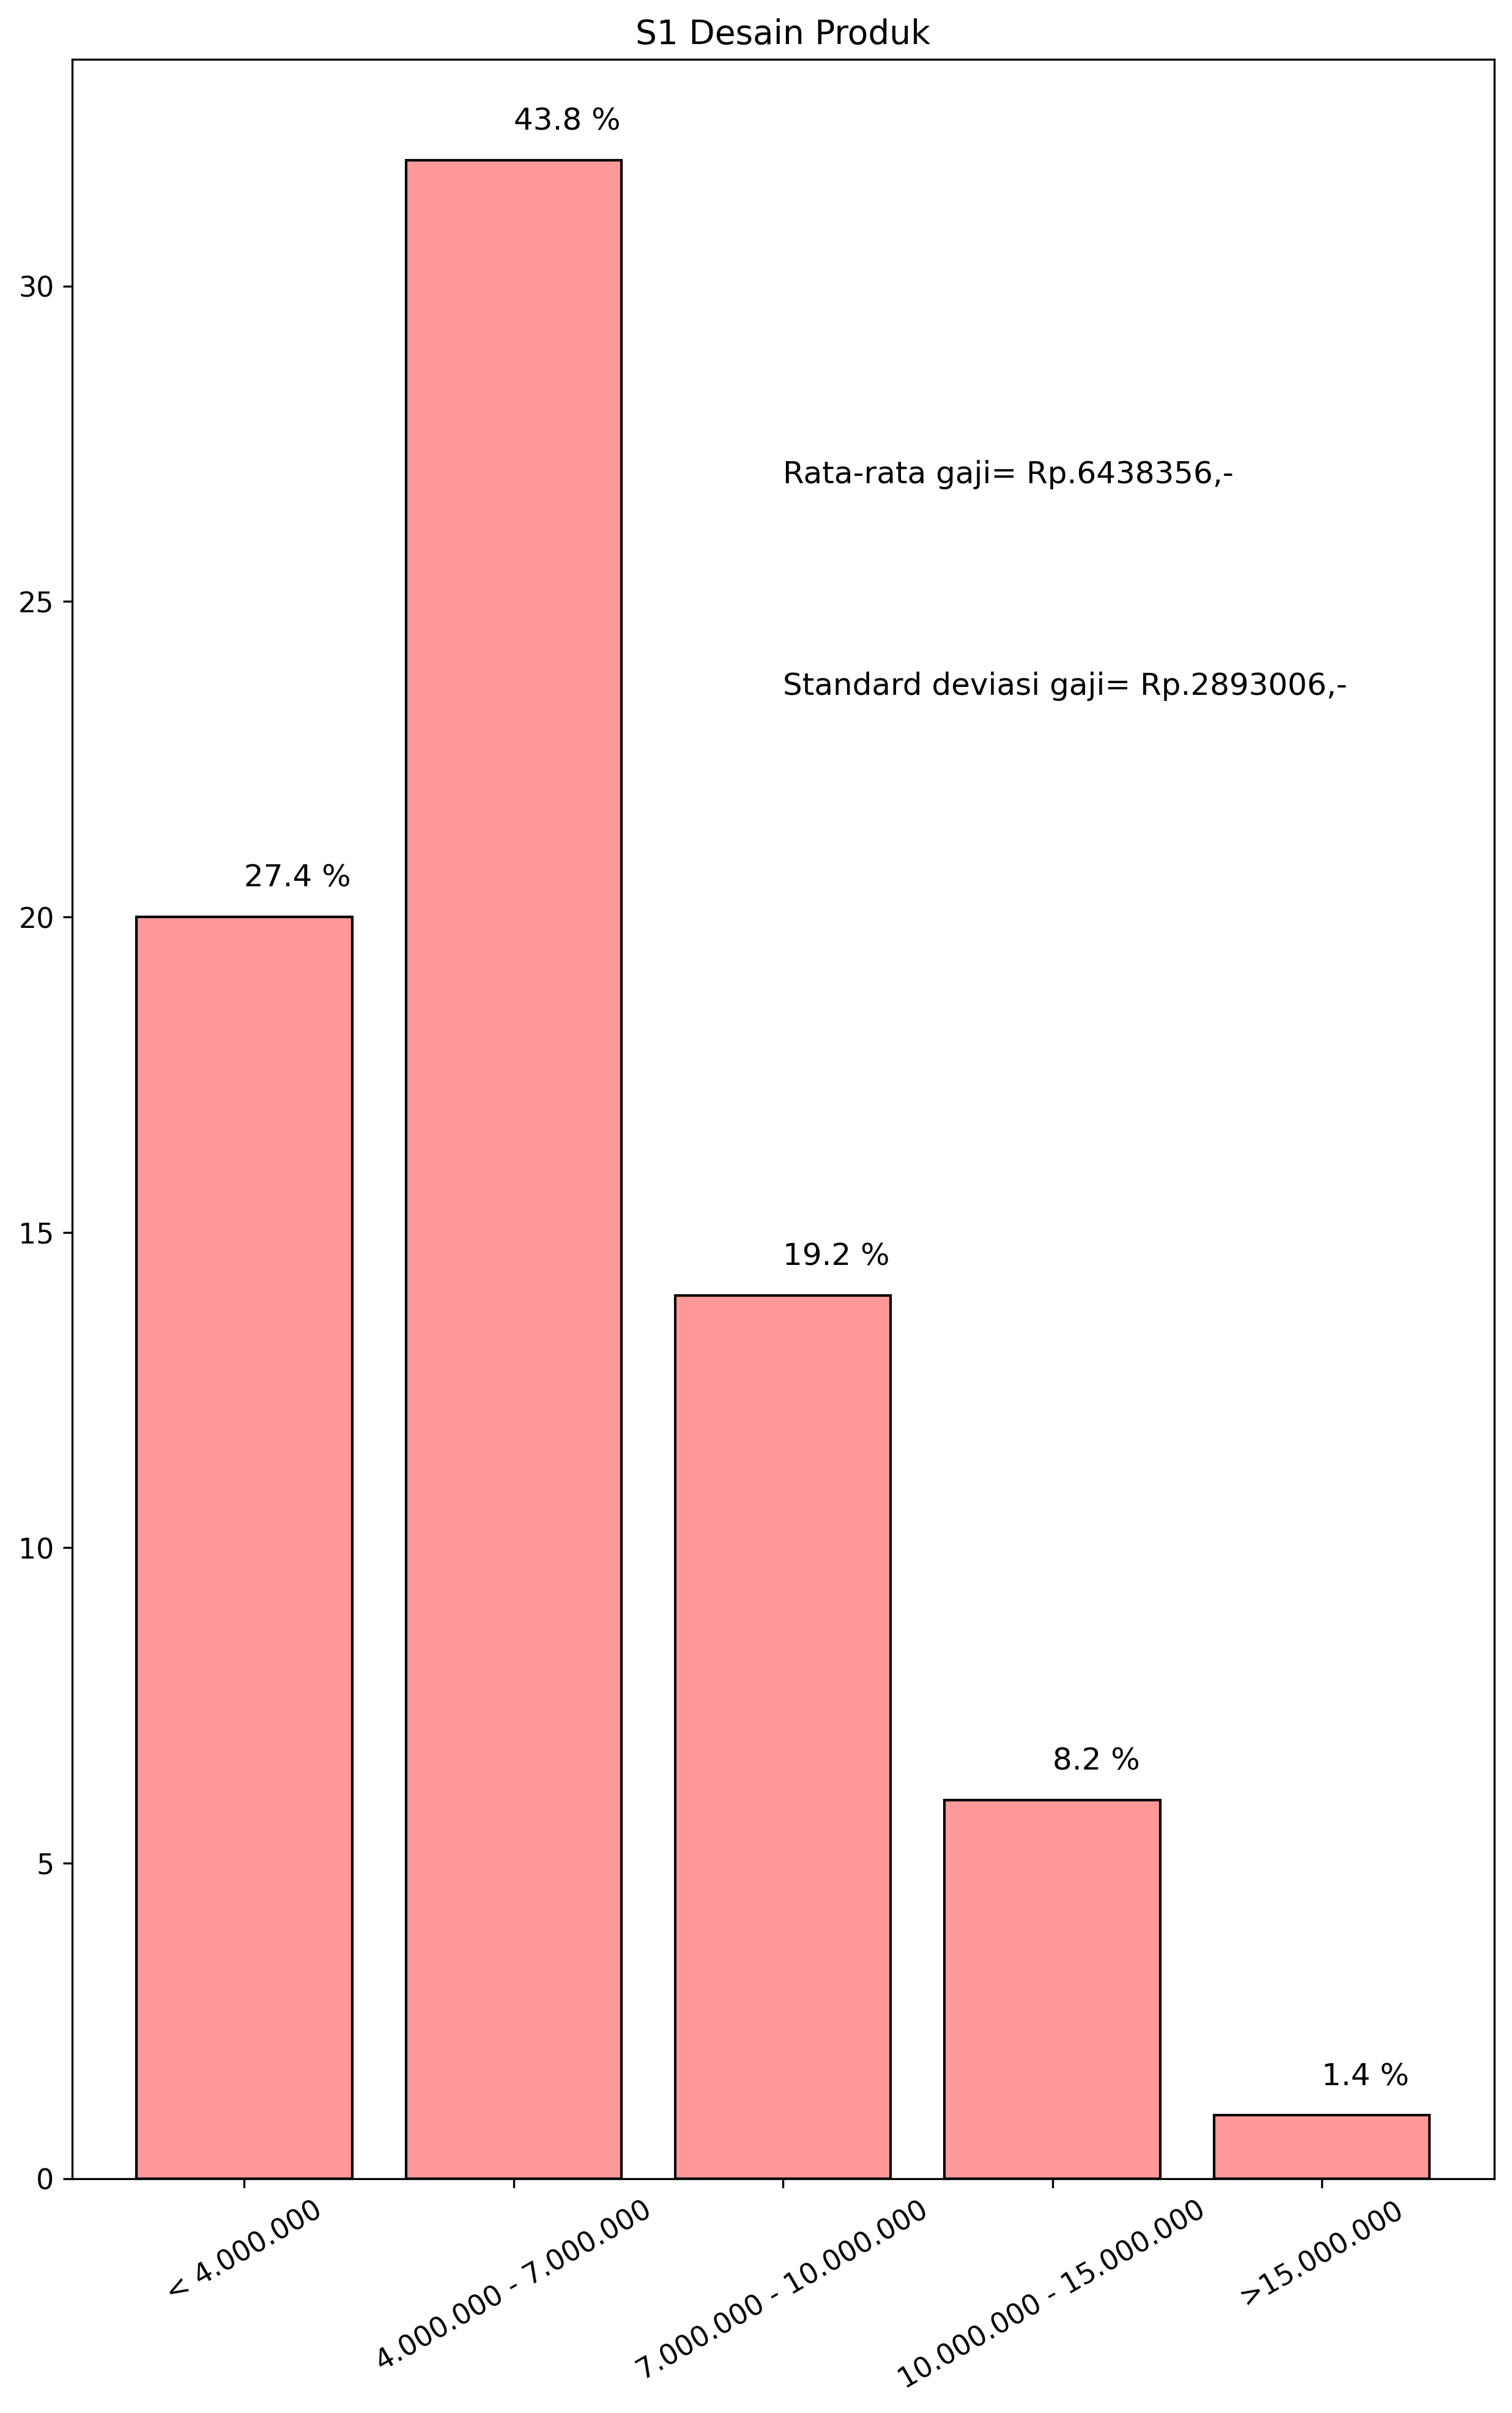 S1 Desain Produk
43.8 %
30
Rata-rata gaji= Rp.6438356,-
25
Standard deviasi gaji= Rp.2893006,-
27.4 %
20
19.2 %
15
10
8.2 %
5
1.4 %
0
< 4.000.000
4.000.000 - 7.000.000
7.000.000 - 10.000.000
10.000.000 - 15.000.000
>15.000.000